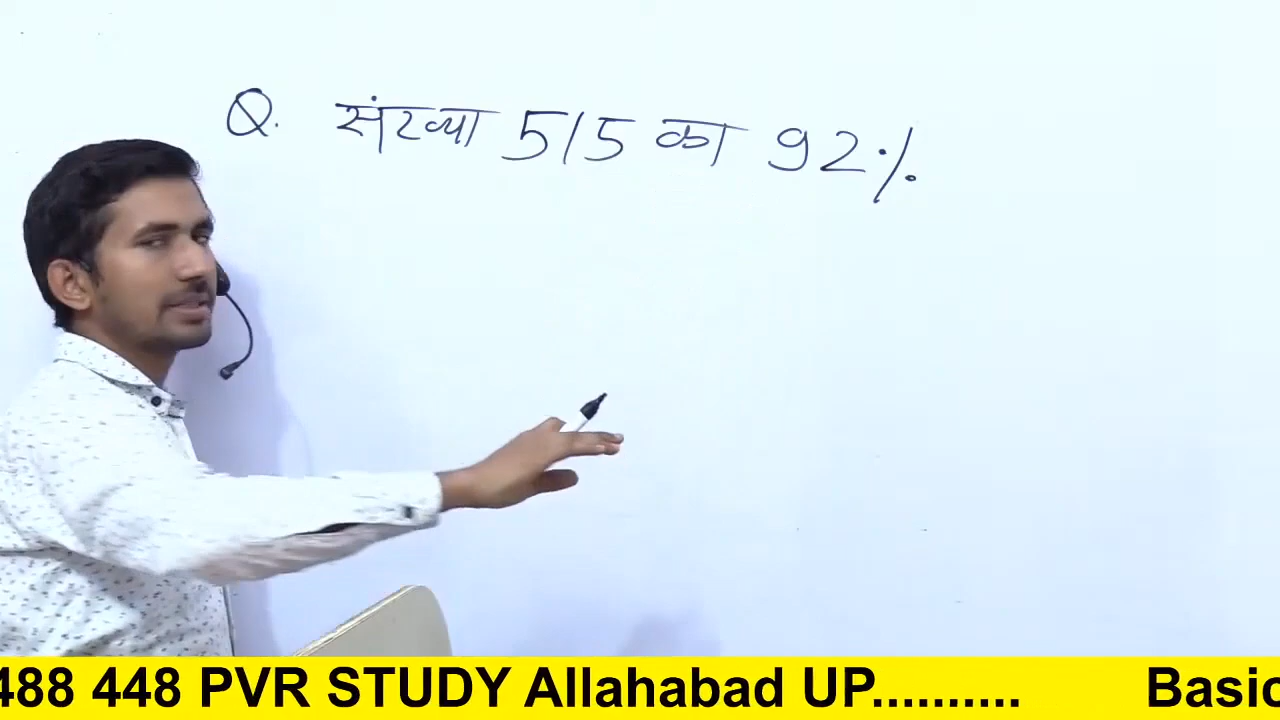 Q. संख्या 515 का 92%
488 448 PVR STUDY Allahabad UP.......... Basic